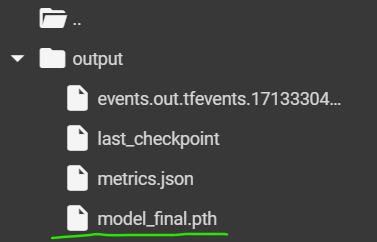 ..
output
events.out.tfevents.17133304...
last_checkpoint
metrics.json
model_final.pth